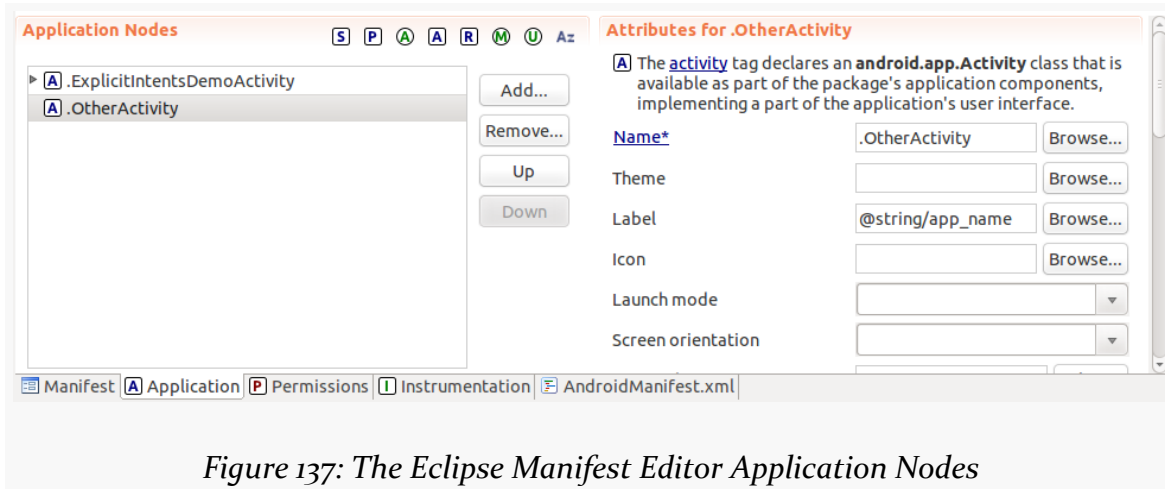 Application Nodes
S P A A R M U Az
A .ExplicitIntentsDemoActivity
A .OtherActivity
Add...
Remove...
Up
Down
Attributes for .OtherActivity
A The activity tag declares an android.app.Activity class that is
available as part of the package's application components,
implementing a part of the application's user interface.
Name* .OtherActivity Browse...
Theme Browse...
Label @string/app_name Browse...
Icon Browse...
Launch mode
Screen orientation
Manifest A Application P Permissions I Instrumentation F AndroidManifest.xml
Figure 137: The Eclipse Manifest Editor Application Nodes